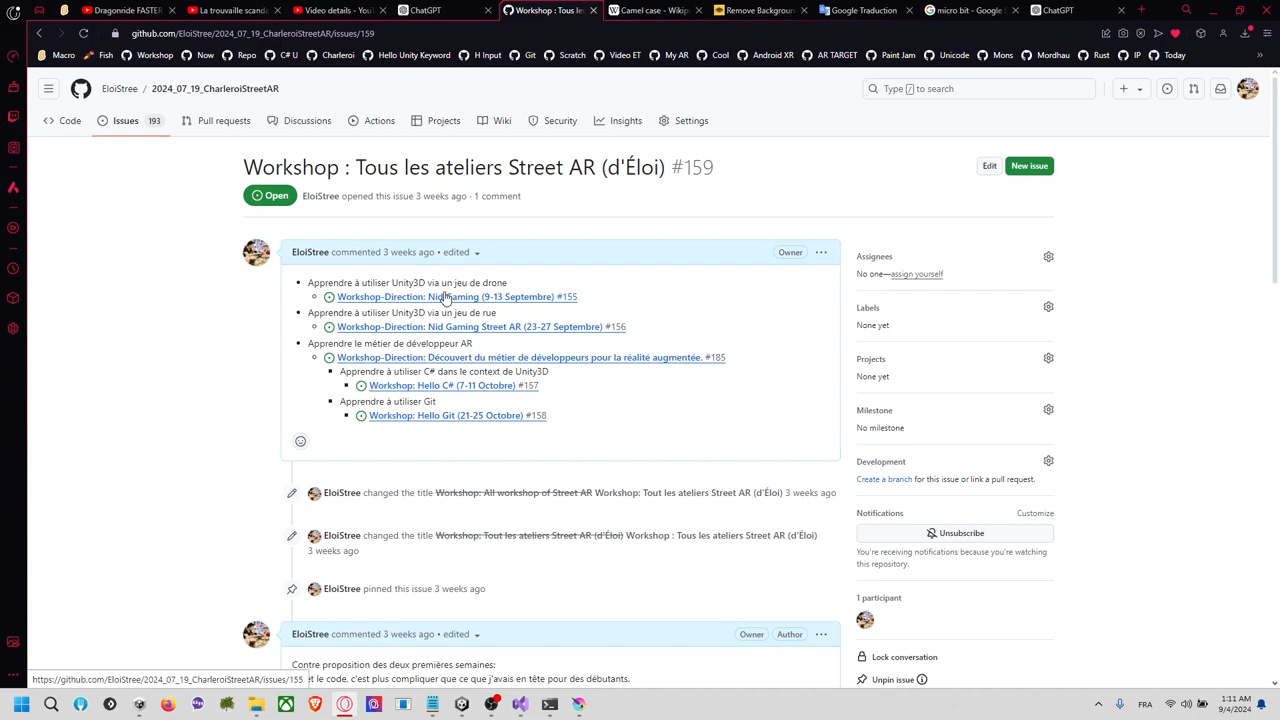 Dragonride FASTER
La trouvaille scanda
Video details - YouT
ChatGPT
Workshop : Tous les
Camel case - Wikip
Remove Background
Google Traduction
micro bit - Google S
ChatGPT
github.com/EloiStree/2024_07_19_CharleroiStreetAR/issues/159
Macro
Fish
Workshop
Now
Repo
C# U
Charleroi
Hello Unity Keyword
H Input
Git
Scratch
Video ET
My AR
Cool
Android XR
AR TARGET
Paint Jam
Unicode
Mons
Mordhau
Rust
IP
Today
EloiStree / 2024_07_19_CharleroiStreetAR
Type / to search
Code
Issues 193
Pull requests
Discussions
Actions
Projects
Wiki
Security
Insights
Settings
Workshop : Tous les ateliers Street AR (d'Éloi) #159
Edit
New issue
Open
EloiStree opened this issue 3 weeks ago · 1 comment
EloiStree commented 3 weeks ago • edited
Owner
Apprendre à utiliser Unity3D via un jeu de drone
Workshop-Direction: Nid Gaming (9-13 Septembre) #155
Apprendre à utiliser Unity3D via un jeu de rue
Workshop-Direction: Nid Gaming Street AR (23-27 Septembre) #156
Apprendre le métier de développeur AR
Workshop-Direction: Découvert du métier de développeurs pour la réalité augmentée. #185
Apprendre à utiliser C# dans le context de Unity3D
Workshop: Hello C# (7-11 Octobre) #157
Apprendre à utiliser Git
Workshop: Hello Git (21-25 Octobre) #158
EloiStree changed the title Workshop: All workshop of Street AR Workshop: Tout les ateliers Street AR (d'Éloi) 3 weeks ago
EloiStree changed the title Workshop: Tout les ateliers Street AR (d'Éloi) Workshop : Tous les ateliers Street AR (d'Éloi)
3 weeks ago
EloiStree pinned this issue 3 weeks ago
EloiStree commented 3 weeks ago • edited
Owner
Author
Contre proposition des deux premières semaines:
et le code, c'est plus compliquer que ce que j'avais en tête pour des débutants.
Assignees
No one—assign yourself
Labels
None yet
Projects
None yet
Milestone
No milestone
Development
Create a branch for this issue or link a pull request.
Notifications
Customize
Unsubscribe
You're receiving notifications because you're watching
this repository.
1 participant
Lock conversation
Unpin issue
https://github.com/EloiStree/2024_07_19_CharleroiStreetAR/issues/155
FRA
1:11 AM
9/4/2024